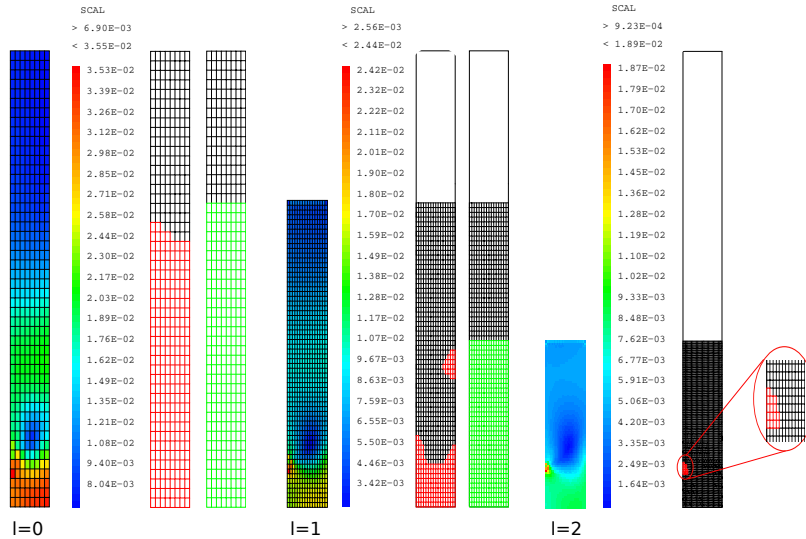 SCAL
> 6.90E-03
< 3.55E-02
3.53E-02
3.39E-02
3.26E-02
3.12E-02
2.98E-02
2.85E-02
2.71E-02
2.58E-02
2.44E-02
2.30E-02
2.17E-02
2.03E-02
1.89E-02
1.76E-02
1.62E-02
1.49E-02
1.35E-02
1.21E-02
1.08E-02
9.40E-03
8.04E-03
l=0
SCAL
> 2.56E-03
< 2.44E-02
2.42E-02
2.32E-02
2.21E-02
2.11E-02
2.01E-02
1.90E-02
1.80E-02
1.70E-02
1.59E-02
1.49E-02
1.38E-02
1.28E-02
1.18E-02
1.07E-02
9.67E-03
8.63E-03
7.59E-03
6.55E-03
5.50E-03
4.46E-03
3.42E-03
l=1
SCAL
> 9.23E-04
< 1.89E-02
1.87E-02
1.79E-02
1.70E-02
1.62E-02
1.53E-02
1.45E-02
1.36E-02
1.28E-02
1.19E-02
1.10E-02
1.02E-02
9.33E-03
8.48E-03
7.62E-03
6.77E-03
5.91E-03
5.06E-03
4.20E-03
3.35E-03
2.49E-03
1.64E-03
l=2